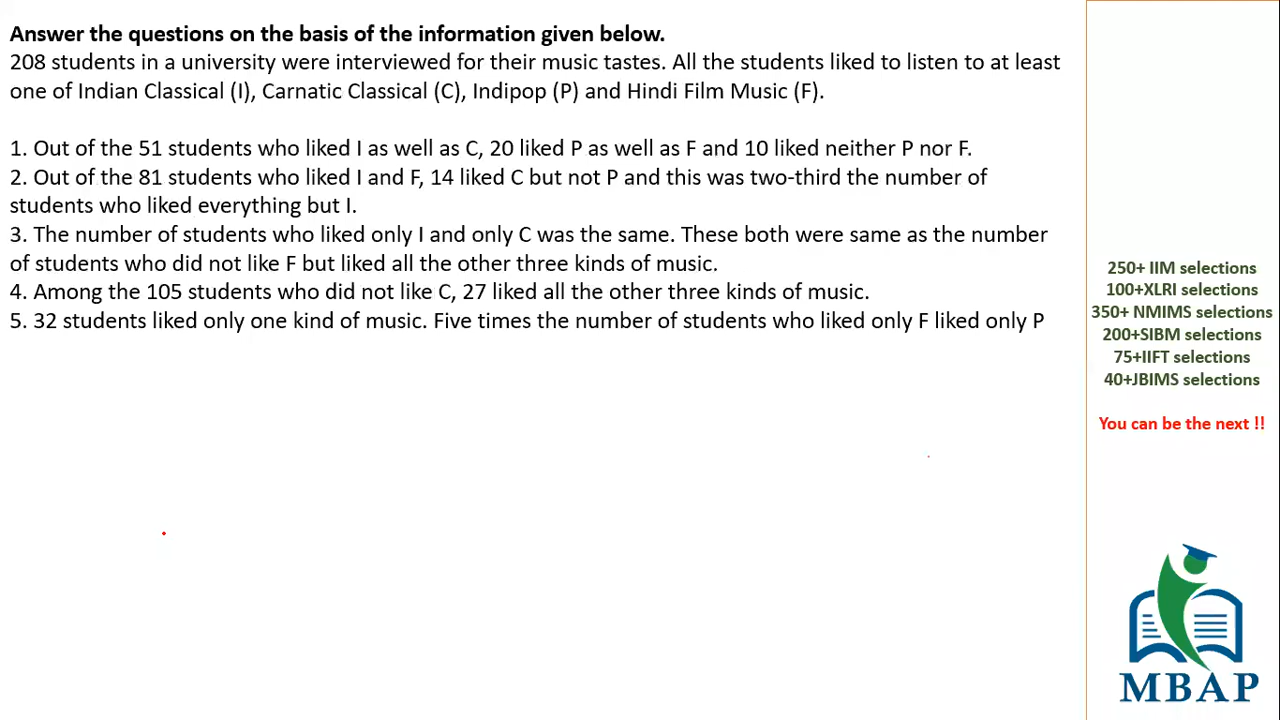 Answer the questions on the basis of the information given below.
208 students in a university were interviewed for their music tastes. All the students liked to listen to at least
one of Indian Classical (I), Carnatic Classical (C), Indipop (P) and Hindi Film Music (F).
1. Out of the 51 students who liked I as well as C, 20 liked P as well as F and 10 liked neither P nor F.
2. Out of the 81 students who liked I and F, 14 liked C but not P and this was two-third the number of
students who liked everything but I.
3. The number of students who liked only I and only C was the same. These both were same as the number
of students who did not like F but liked all the other three kinds of music.
4. Among the 105 students who did not like C, 27 liked all the other three kinds of music.
5. 32 students liked only one kind of music. Five times the number of students who liked only F liked only P
250+ IIM selections
100+XLRI selections
350+ NMIMS selections
200+SIBM selections
75+IIFT selections
40+JBIMS selections
You can be the next !!
MBAP